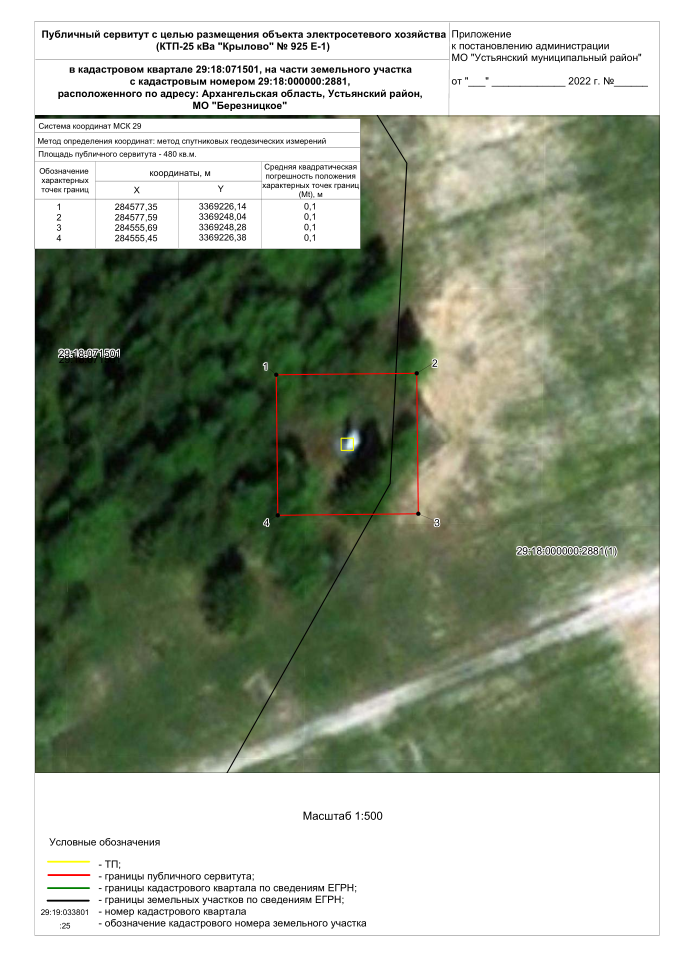 Публичный сервитут с целью размещения объекта электросетевого хозяйства
(КТП-25 кВа "Крылово" № 925 Е-1)
в кадастровом квартале 29:18:071501, на части земельного участка
с кадастровым номером 29:18:000000:2881,
расположенного по адресу: Архангельская область, Устьянский район,
МО "Березницкое"
Приложение
к постановлению администрации
МО "Устьянский муниципальный район"
от "___" _____________ 2022 г. №______
Система координат МСК 29
Метод определения координат: метод спутниковых геодезических измерений
Площадь публичного сервитута - 480 кв.м.
Обозначение
характерных
точек границ
координаты, м
X
Y
Средняя квадратическая
погрешность положения
характерных точек границ
(Mt), м
1 284577,35 3369226,14 0,1
2 284577,59 3369248,04 0,1
3 284555,69 3369248,28 0,1
4 284555,45 3369226,38 0,1
29:18:071501
1
2
4
3
29:18:000000:2881(1)
Масштаб 1:500
Условные обозначения
- ТП;
- границы публичного сервитута;
- границы кадастрового квартала по сведениям ЕГРН;
- границы земельных участков по сведениям ЕГРН;
29:19:033801 - номер кадастрового квартала
:25 - обозначение кадастрового номера земельного участка